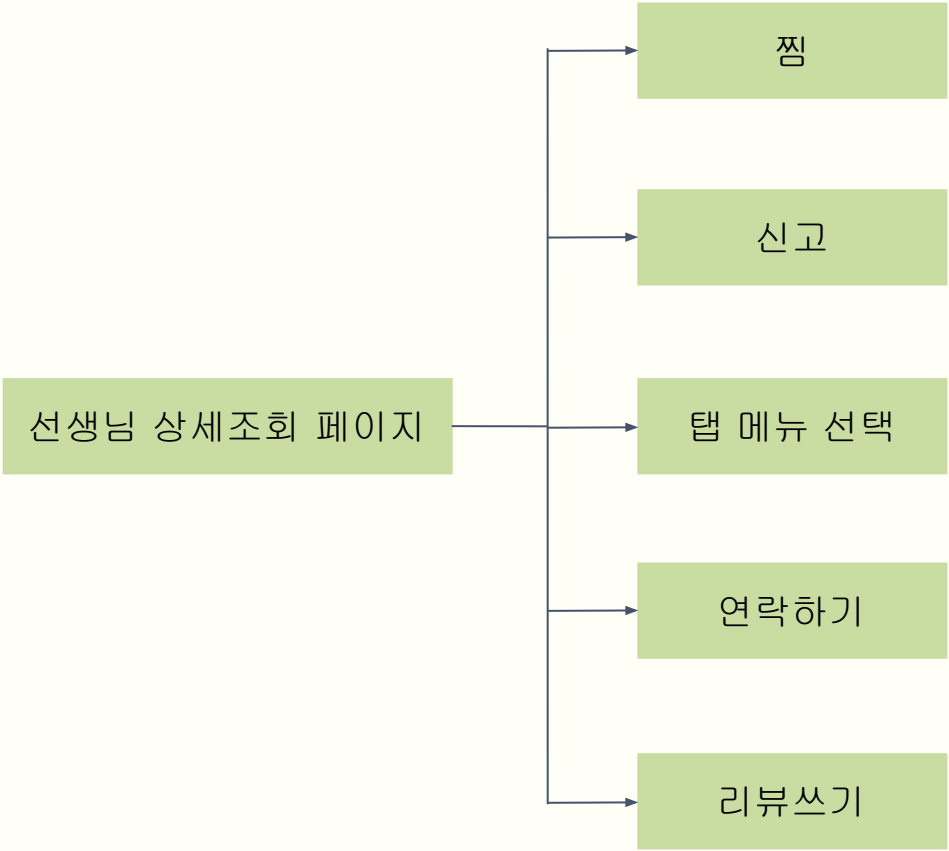 찜
신고
선생님 상세조회 페이지
탭 메뉴 선택
연락하기
리뷰쓰기